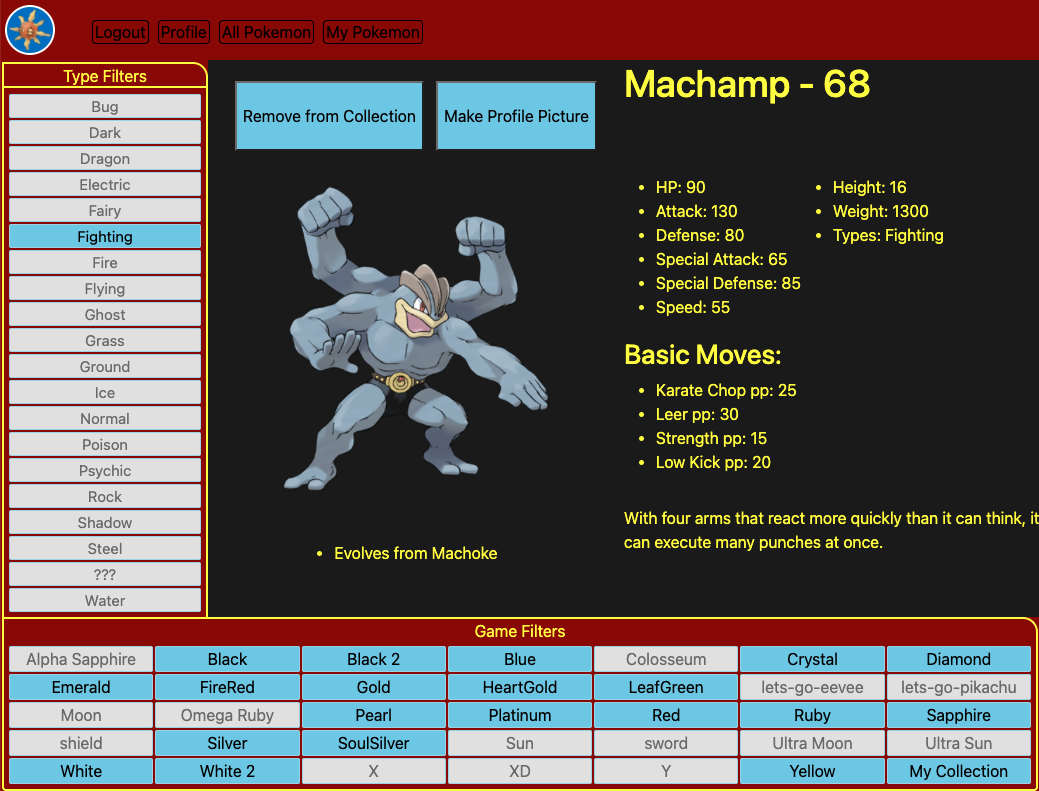 Logout Profile All Pokemon My Pokemon
Type Filters
Bug
Dark
Dragon
Electric
Fairy
Fighting
Fire
Flying
Ghost
Grass
Ground
Ice
Normal
Poison
Psychic
Rock
Shadow
Steel
???
Water
Remove from Collection Make Profile Picture
Evolves from Machoke
Machamp - 68
HP: 90
Attack: 130
Defense: 80
Special Attack: 65
Special Defense: 85
Speed: 55
Height: 16
Weight: 1300
Types: Fighting
Basic Moves:
Karate Chop pp: 25
Leer pp: 30
Strength pp: 15
Low Kick pp: 20
With four arms that react more quickly than it can think, it
can execute many punches at once.
Game Filters
Alpha Sapphire Black Black 2 Blue Colosseum Crystal Diamond
Emerald FireRed Gold HeartGold LeafGreen lets-go-eevee lets-go-pikachu
Moon Omega Ruby Pearl Platinum Red Ruby Sapphire
shield Silver SoulSilver Sun sword Ultra Moon Ultra Sun
White White 2 X XD Y Yellow My Collection